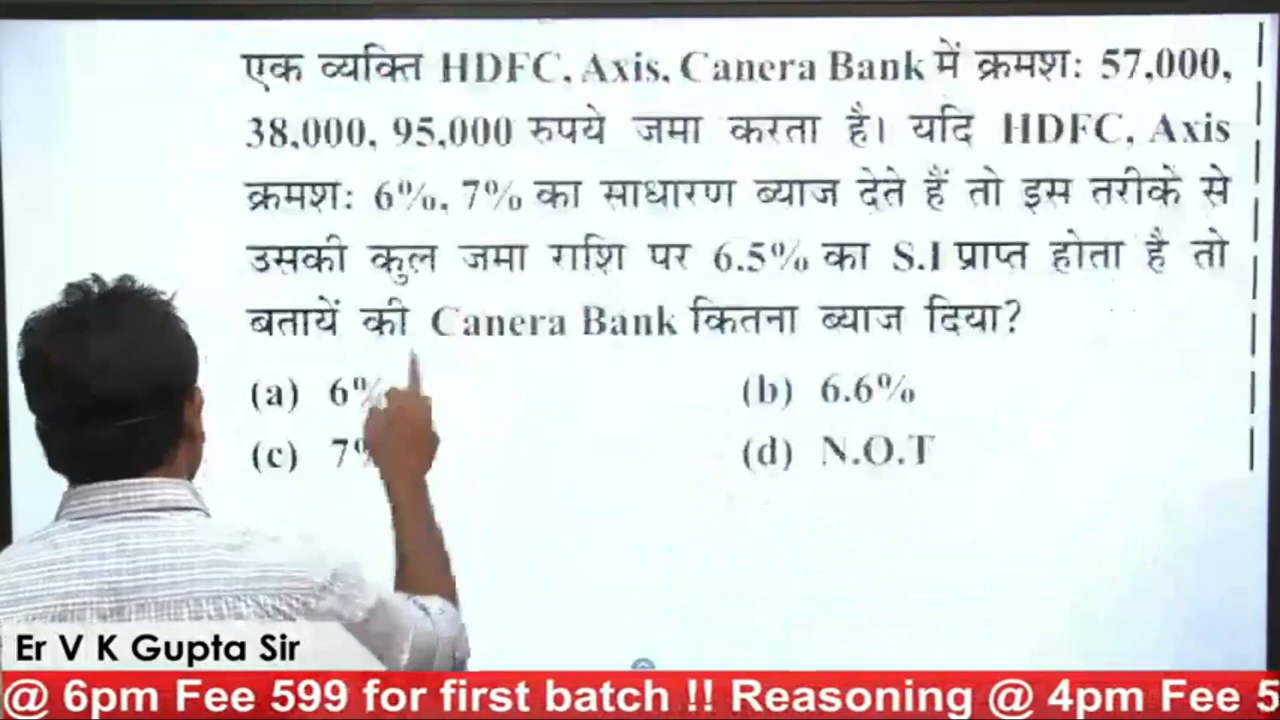 एक व्यक्ति HDFC, Axis, Canera Bank में क्रमश: 57,000,
38,000, 95,000 रुपये जमा करता है। यदि HDFC, Axis
क्रमश: 6%, 7% का साधारण ब्याज देते हैं तो इस तरीके से
उसकी कुल जमा राशि पर 6.5% का S.I प्राप्त होता है तो
बतायें की Canera Bank कितना ब्याज दिया?
(a) 6% (b) 6.6%
(c) 7% (d) N.O.T
Er V K Gupta Sir
@ 6pm Fee 599 for first batch !! Reasoning @ 4pm Fee 5